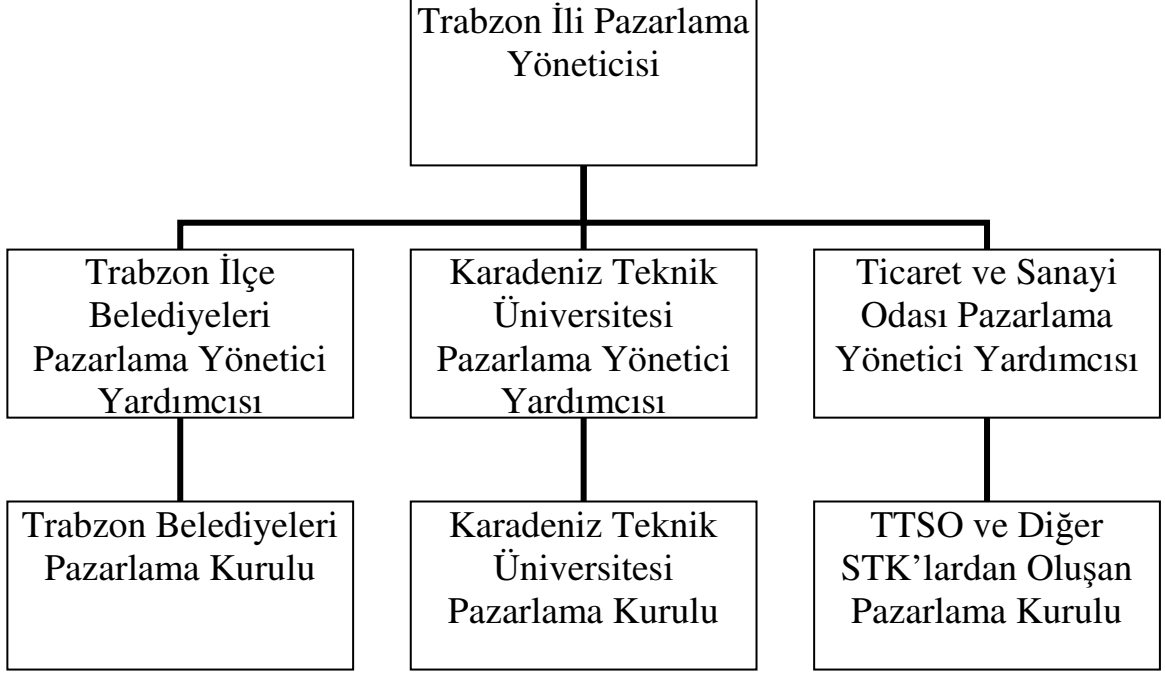 Trabzon İli Pazarlama
Yöneticisi
Trabzon İlçe
Belediyeleri
Pazarlama Yönetici
Yardımcısı
Karadeniz Teknik
Üniversitesi
Pazarlama Yönetici
Yardımcısı
Ticaret ve Sanayi
Odası Pazarlama
Yönetici Yardımcısı
Trabzon Belediyeleri
Pazarlama Kurulu
Karadeniz Teknik
Üniversitesi
Pazarlama Kurulu
TTSO ve Diğer
STK’lardan Oluşan
Pazarlama Kurulu